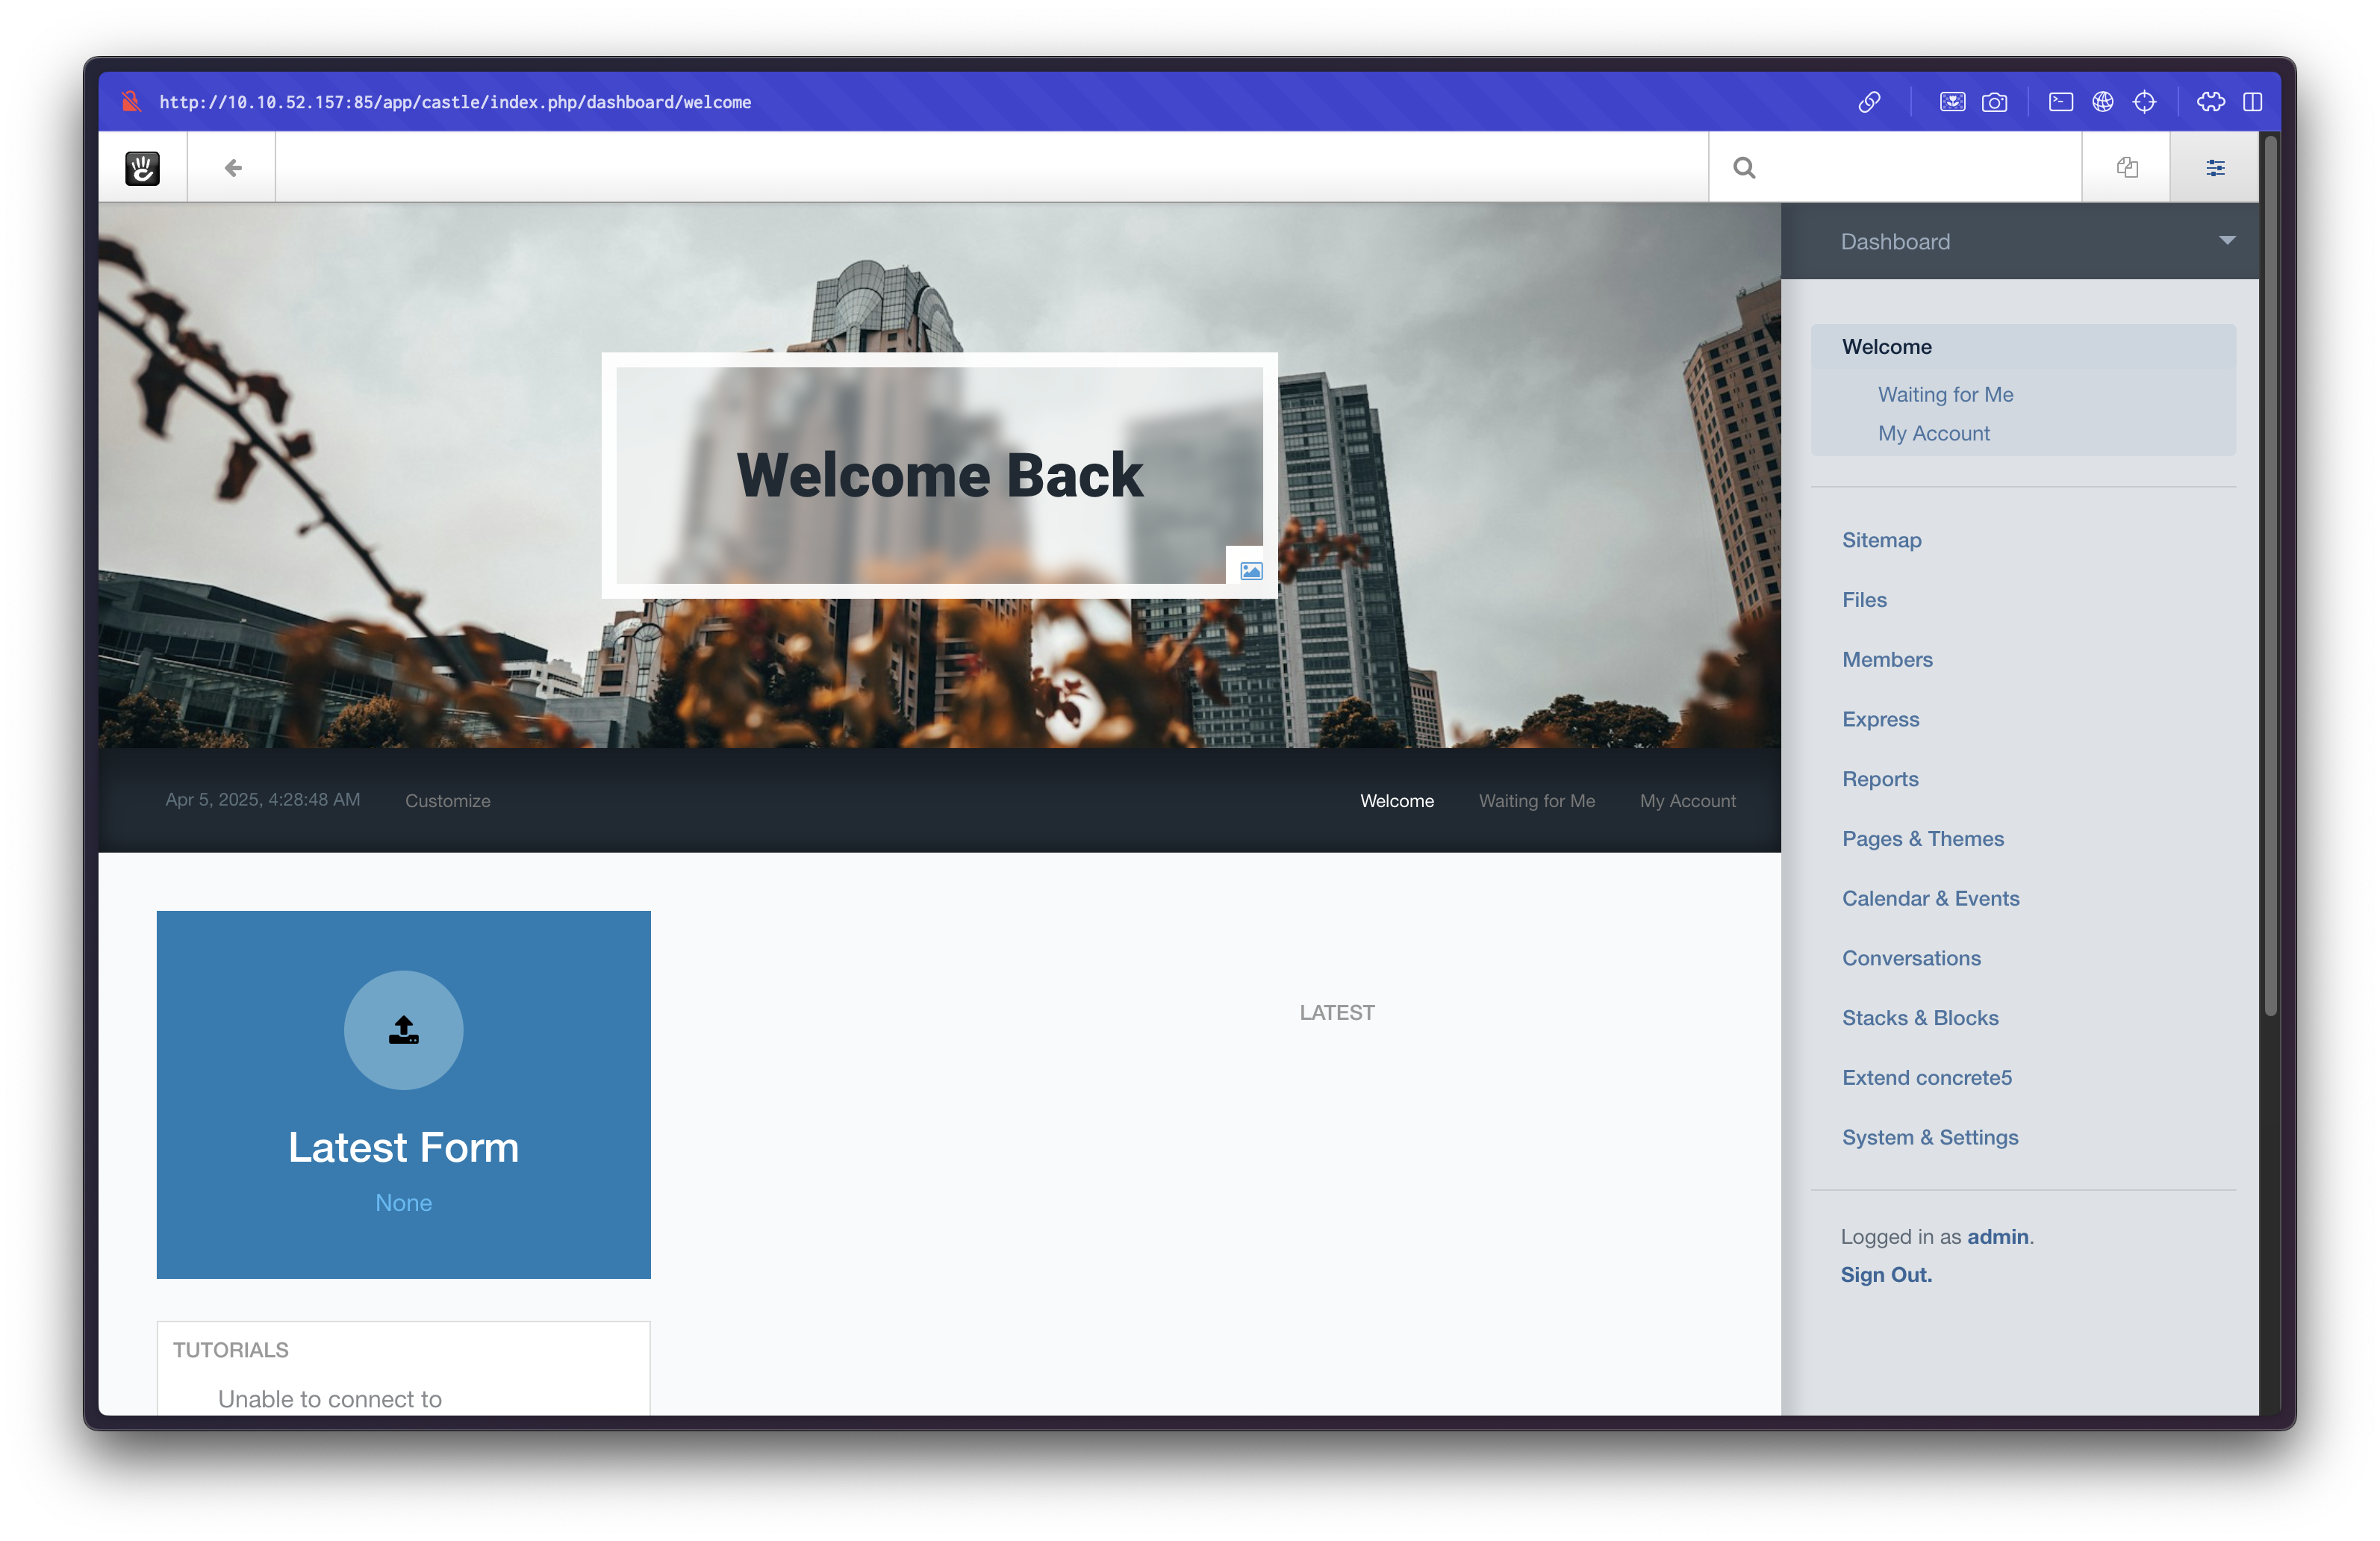 http://10.10.52.157:85/app/castle/index.php/dashboard/welcome
Dashboard
Welcome
Waiting for Me
My Account
Sitemap
Files
Members
Express
Reports
Pages & Themes
Calendar & Events
Conversations
Stacks & Blocks
Extend concrete5
System & Settings
Logged in as admin.
Sign Out.
Welcome Back
Apr 5, 2025, 4:28:48 AM Customize Welcome Waiting for Me My Account
Latest Form
None
LATEST
TUTORIALS
Unable to connect to